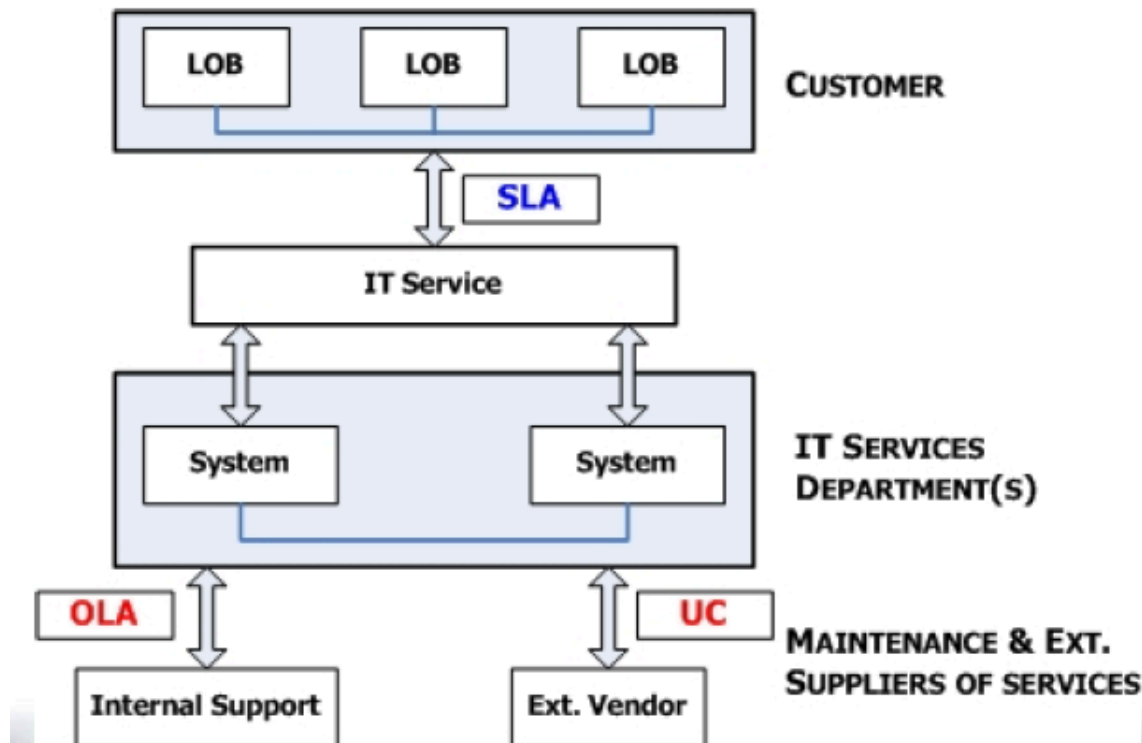 LOB
LOB
LOB
CUSTOMER
SLA
IT Service
System
System
IT SERVICES
DEPARTMENT(S)
OLA
UC
MAINTENANCE & EXT.
SUPPLIERS OF SERVICES
Internal Support
Ext. Vendor